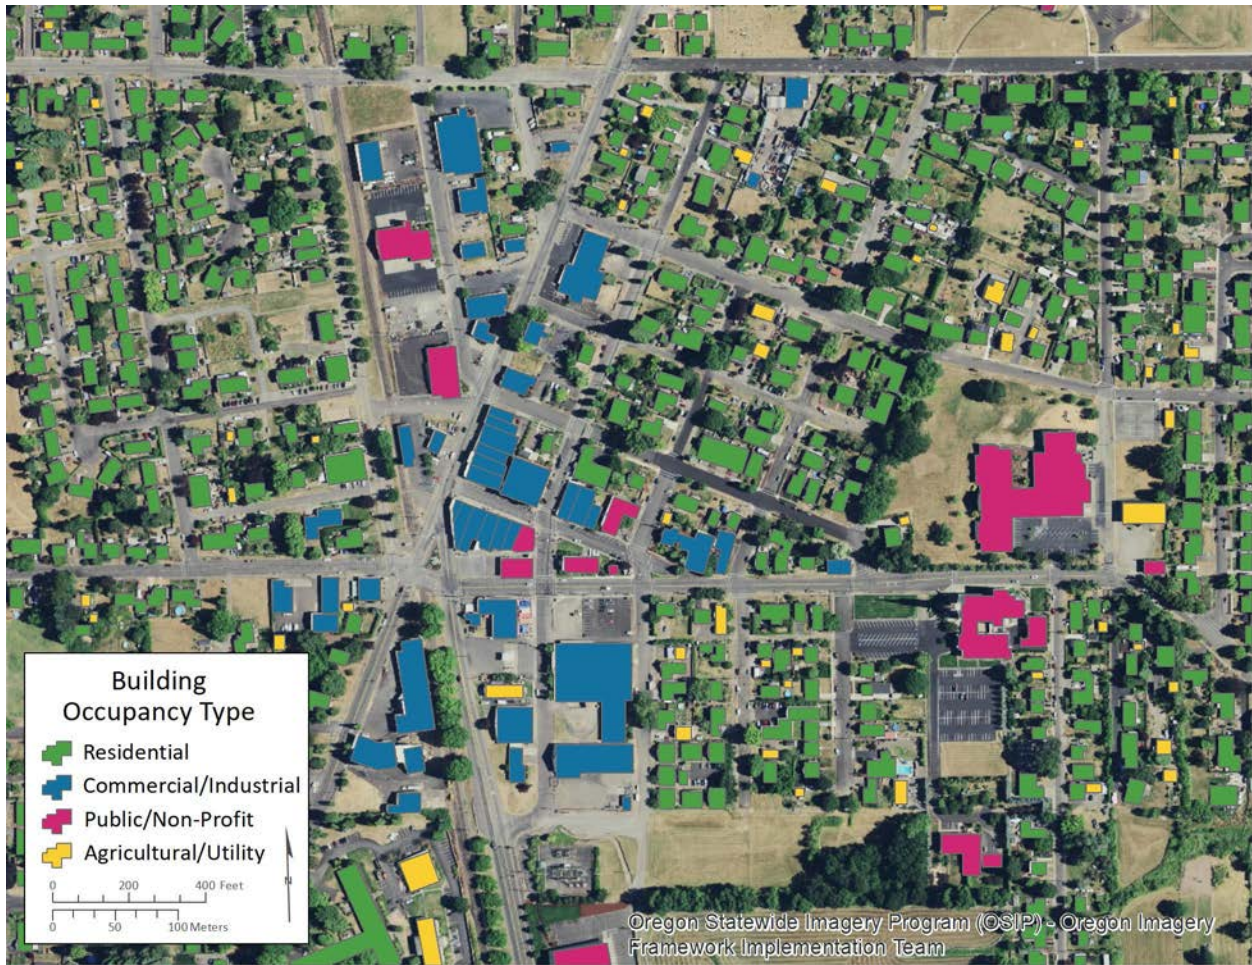 Building
Occupancy Type
Residential
Commercial/Industrial
Public/Non-Profit
Agricultural/Utility
0 200 400 Feet
0 50 100 Meters
N
Oregon Statewide Imagery Program (OSIP) - Oregon Imagery
Framework Implementation Team